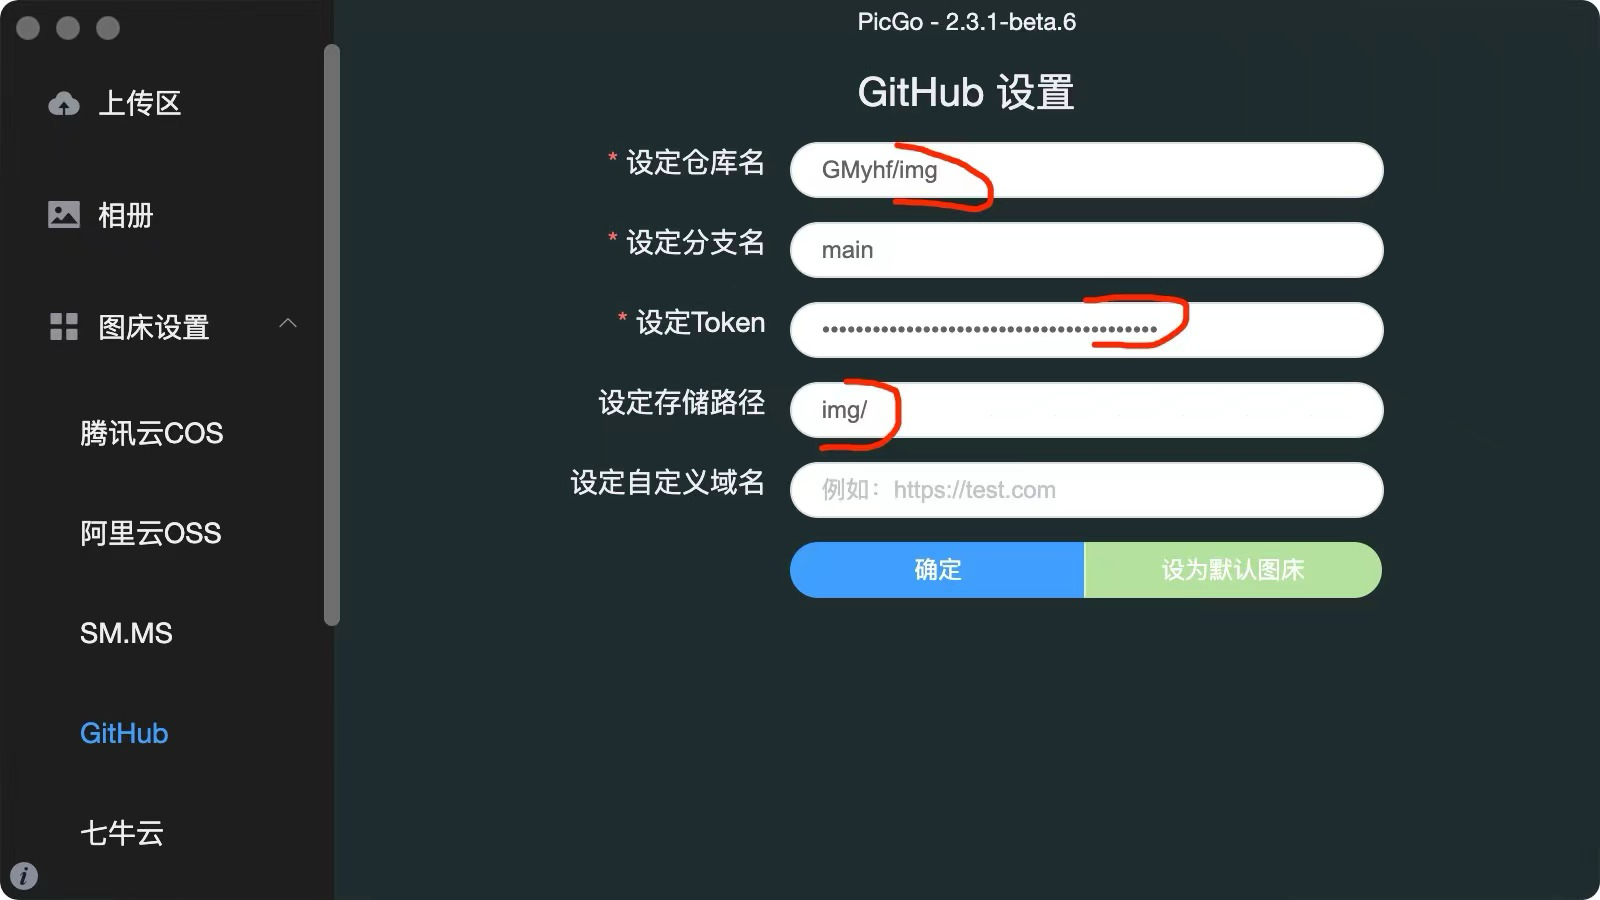 PicGo - 2.3.1-beta.6
上传区
相册
图床设置
腾讯云COS
阿里云OSS
SM.MS
GitHub
七牛云
GitHub 设置
* 设定仓库名
GMyhf/img
* 设定分支名
main
* 设定Token
••••••••••••••••••••••••••••••••••••••••
设定存储路径
img/
设定自定义域名
例如：https://test.com
确定
设为默认图床